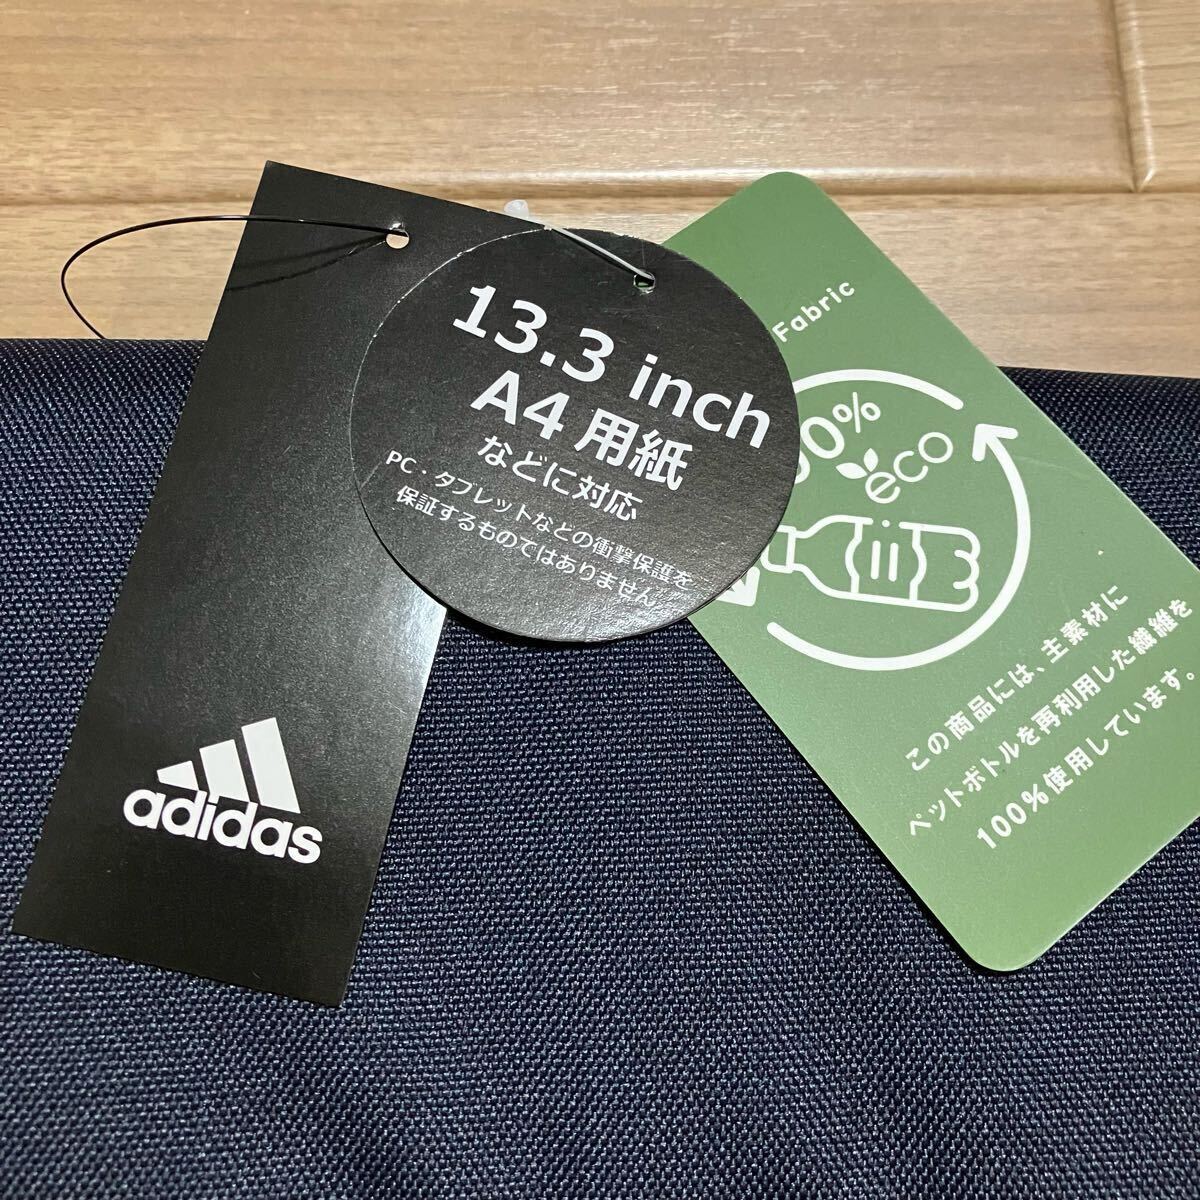 13.3 inch
A4 用紙
などに対応
PC・タブレットなどの衝撃保護を
保証するものではありません。
adidas
Fabric
eco
この商品には、主素材に
ペットボトルを再利用した繊維を
100%使用しています。